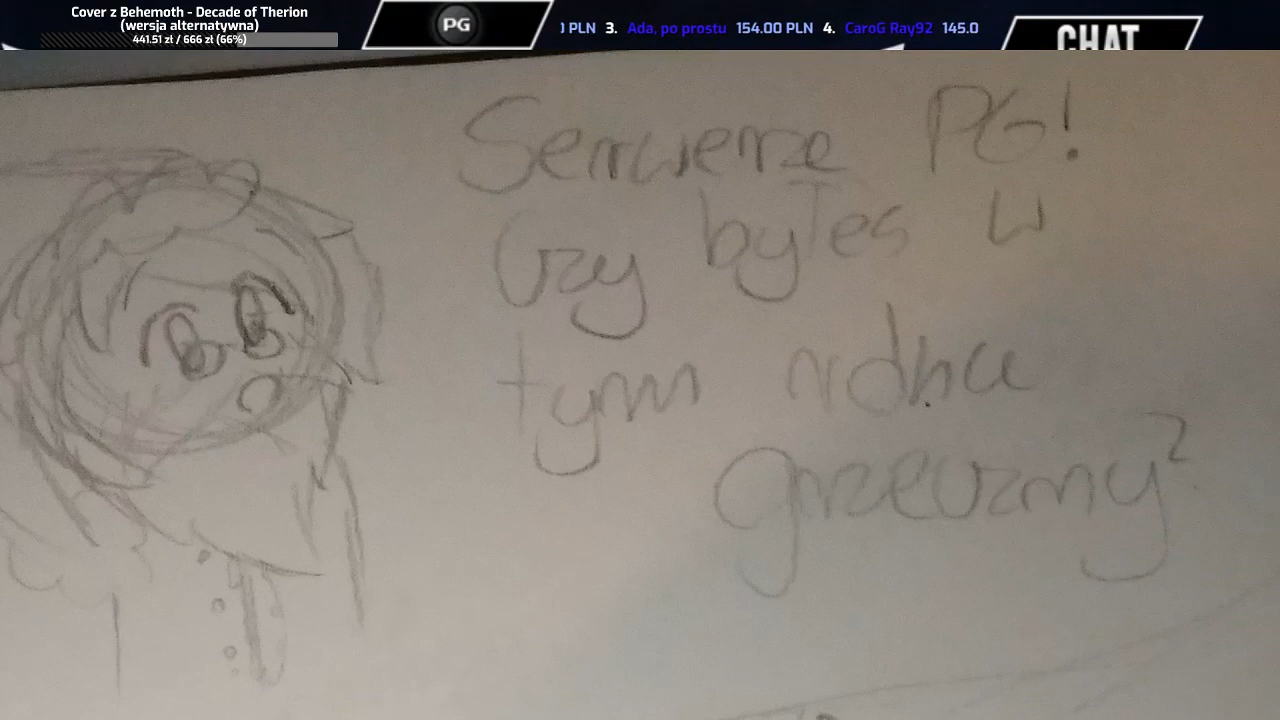 Cover z Behemoth - Decade of Therion
(wersja alternatywna)
441.51 zł / 666 zł (66%)
PG
PLN 3. Ada, po prostu 154.00 PLN 4. CaroG Ray92 145.0
CHAT
Serwerze PG!
Czy byłeś w
tym roku
grzeczny?